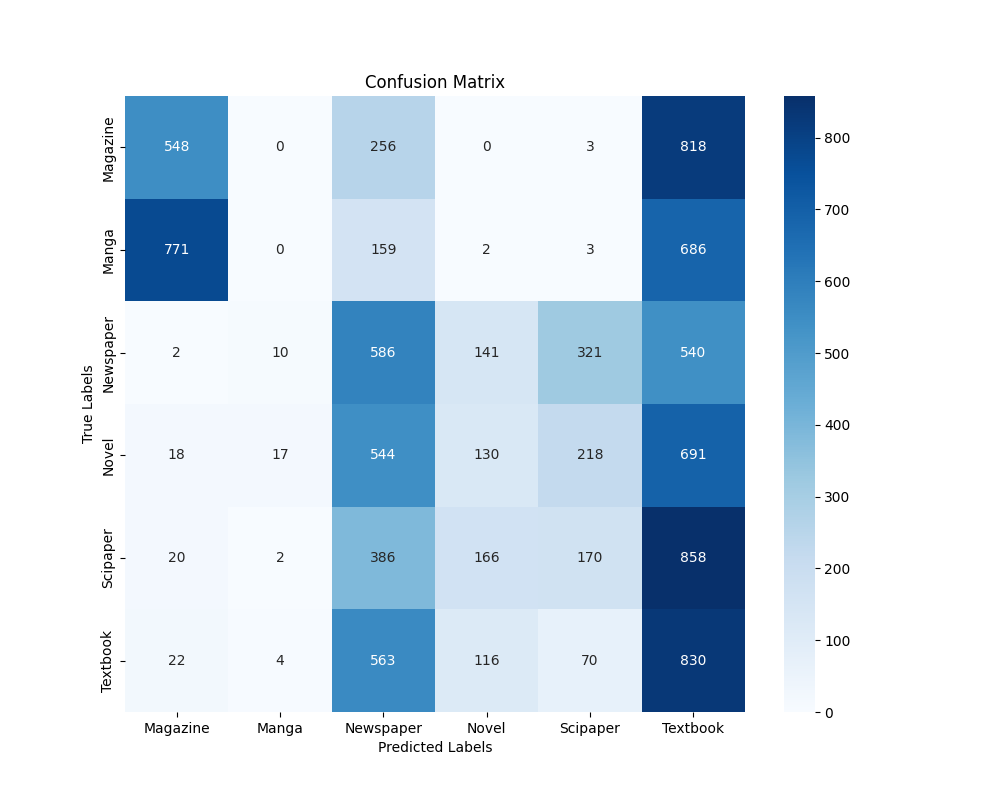 Confusion Matrix
True Labels
Magazine 548 0 256 0 3 818
Manga 771 0 159 2 3 686
Newspaper 2 10 586 141 321 540
Novel 18 17 544 130 218 691
Scipaper 20 2 386 166 170 858
Textbook 22 4 563 116 70 830
Magazine Manga Newspaper Novel Scipaper Textbook
Predicted Labels
800
700
600
500
400
300
200
100
0